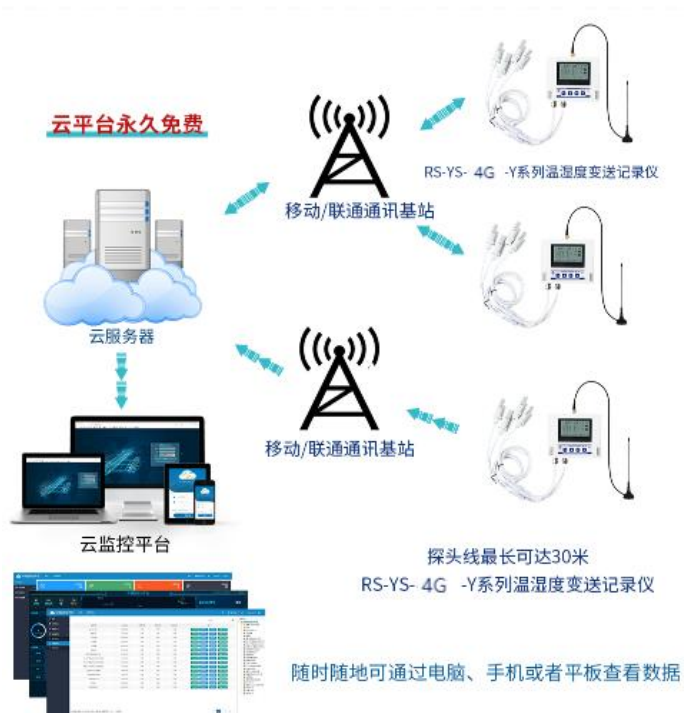 云平台永久免费
RS-YS- 4G -Y系列温湿度变送记录仪
移动/联通通讯基站
云服务器
移动/联通通讯基站
云监控平台
探头线最长可达30米
RS-YS- 4G -Y系列温湿度变送记录仪
随时随地可通过电脑、手机或者平板查看数据